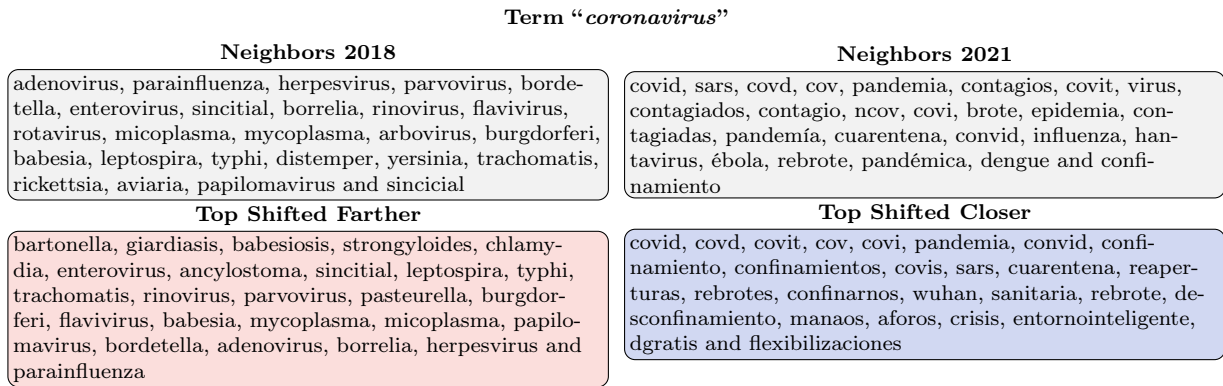 Term “coronavirus”
Neighbors 2018
adenovirus, parainfluenza, herpesvirus, parvovirus, borde-
tella, enterovirus, sincitial, borrelia, rinovirus, flavivirus,
rotavirus, micoplasma, mycoplasma, arbovirus, burgdorferi,
babesia, leptospira, typhi, distemper, yersinia, trachomatis,
rickettsia, aviaria, papilomavirus and sincicial
Neighbors 2021
covid, sars, covd, cov, pandemia, contagios, covit, virus,
contagiados, contagio, ncov, covi, brote, epidemia, con-
tagiadas, pandemía, cuarentena, convid, influenza, han-
tavirus, ébola, rebrote, pandémica, dengue and confi-
namiento
Top Shifted Farther
bartonella, giardiasis, babesiosis, strongyloides, chlamy-
dia, enterovirus, ancylostoma, sincitial, leptospira, typhi,
trachomatis, rinovirus, parvovirus, pasteurella, burgdor-
feri, flavivirus, babesia, mycoplasma, micoplasma, papilo-
mavirus, bordetella, adenovirus, borrelia, herpesvirus and
parainfluenza
Top Shifted Closer
covid, covd, covit, cov, covi, pandemia, convid, confi-
namiento, confinamientos, covis, sars, cuarentena, reaper-
turas, rebrotes, confinarnos, wuhan, sanitaria, rebrote, de-
sconfinamiento, manaos, aforos, crisis, entornointeligente,
dgratis and flexibilizaciones